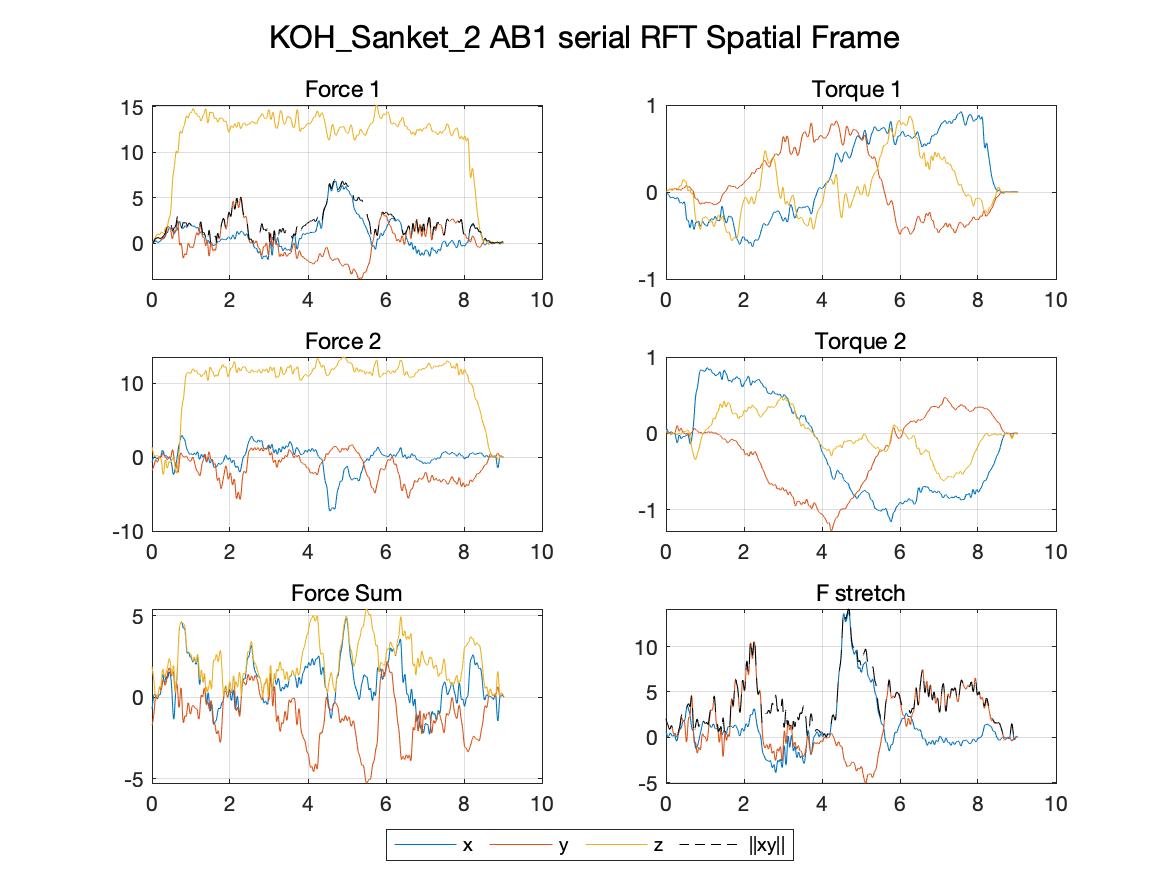 KOH_Sanket_2 AB1 serial RFT Spatial Frame
Force 1
15
10
5
0
0 2 4 6 8 10
Torque 1
1
0
-1
0 2 4 6 8 10
Force 2
10
0
-10
0 2 4 6 8 10
Torque 2
1
0
-1
0 2 4 6 8 10
Force Sum
5
0
-5
0 2 4 6 8 10
F stretch
10
5
0
-5
0 2 4 6 8 10
x y z ||xy||